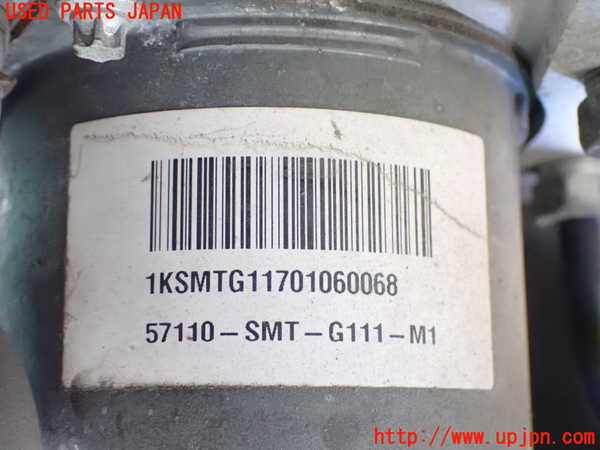 USED PARTS JAPAN
1KSMTG11701060068
57110-SMT-G111-M1
http://www.upjpn.com